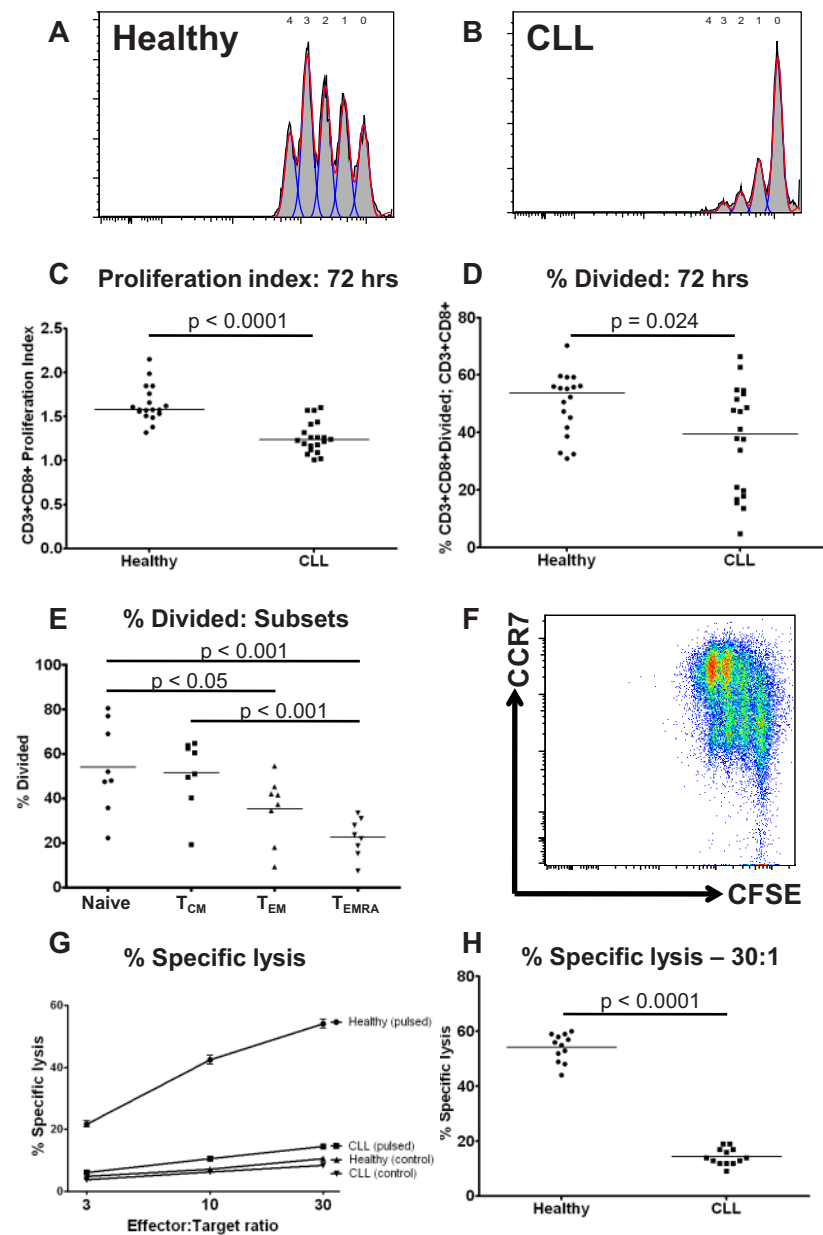 A
Healthy
4 3 2 1 0
B
CLL
4 3 2 1 0
C
Proliferation index: 72 hrs
p < 0.0001
CD3+CD8+ Proliferation Index
2.5
2.0
1.5
1.0
0.5
0.0
Healthy
CLL
D
% Divided: 72 hrs
p = 0.024
% CD3+CD8+Divided; CD3+CD8+
80
60
40
20
0
Healthy
CLL
E
% Divided: Subsets
p < 0.001
p < 0.05
p < 0.001
% Divided
100
80
60
40
20
0
Naive
TCM
TEM
TEMRA
F
CCR7
CFSE
G
% Specific lysis
% Specific lysis
60
40
20
0
Healthy (pulsed)
CLL (pulsed)
Healthy (control)
CLL (control)
3
10
30
Effector:Target ratio
H
% Specific lysis – 30:1
p < 0.0001
% Specific lysis
80
60
40
20
0
Healthy
CLL